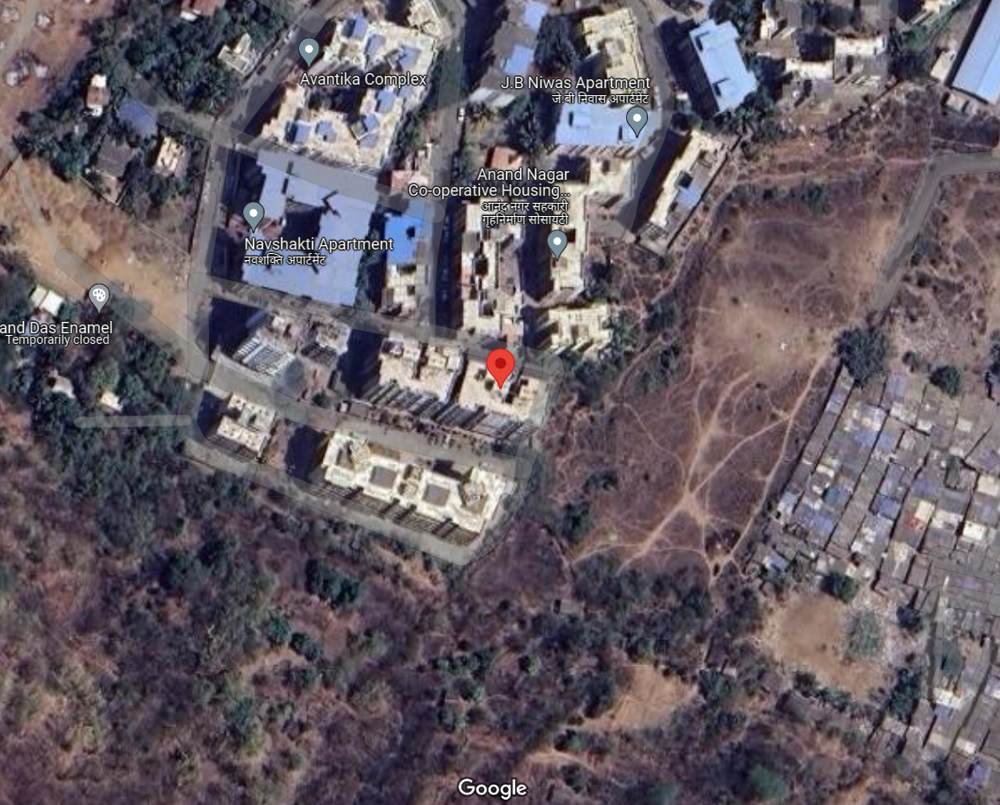 Avantika Complex
J.B Niwas Apartment
जे.बी निवास अपार्टमेंट
Anand Nagar
Co-operative Housing...
आनंद नगर सहकारी
गृहनिर्माण सोसायटी
Navshakti Apartment
नवशक्ति अपार्टमेंट
and Das Enamel
Temporarily closed
Google